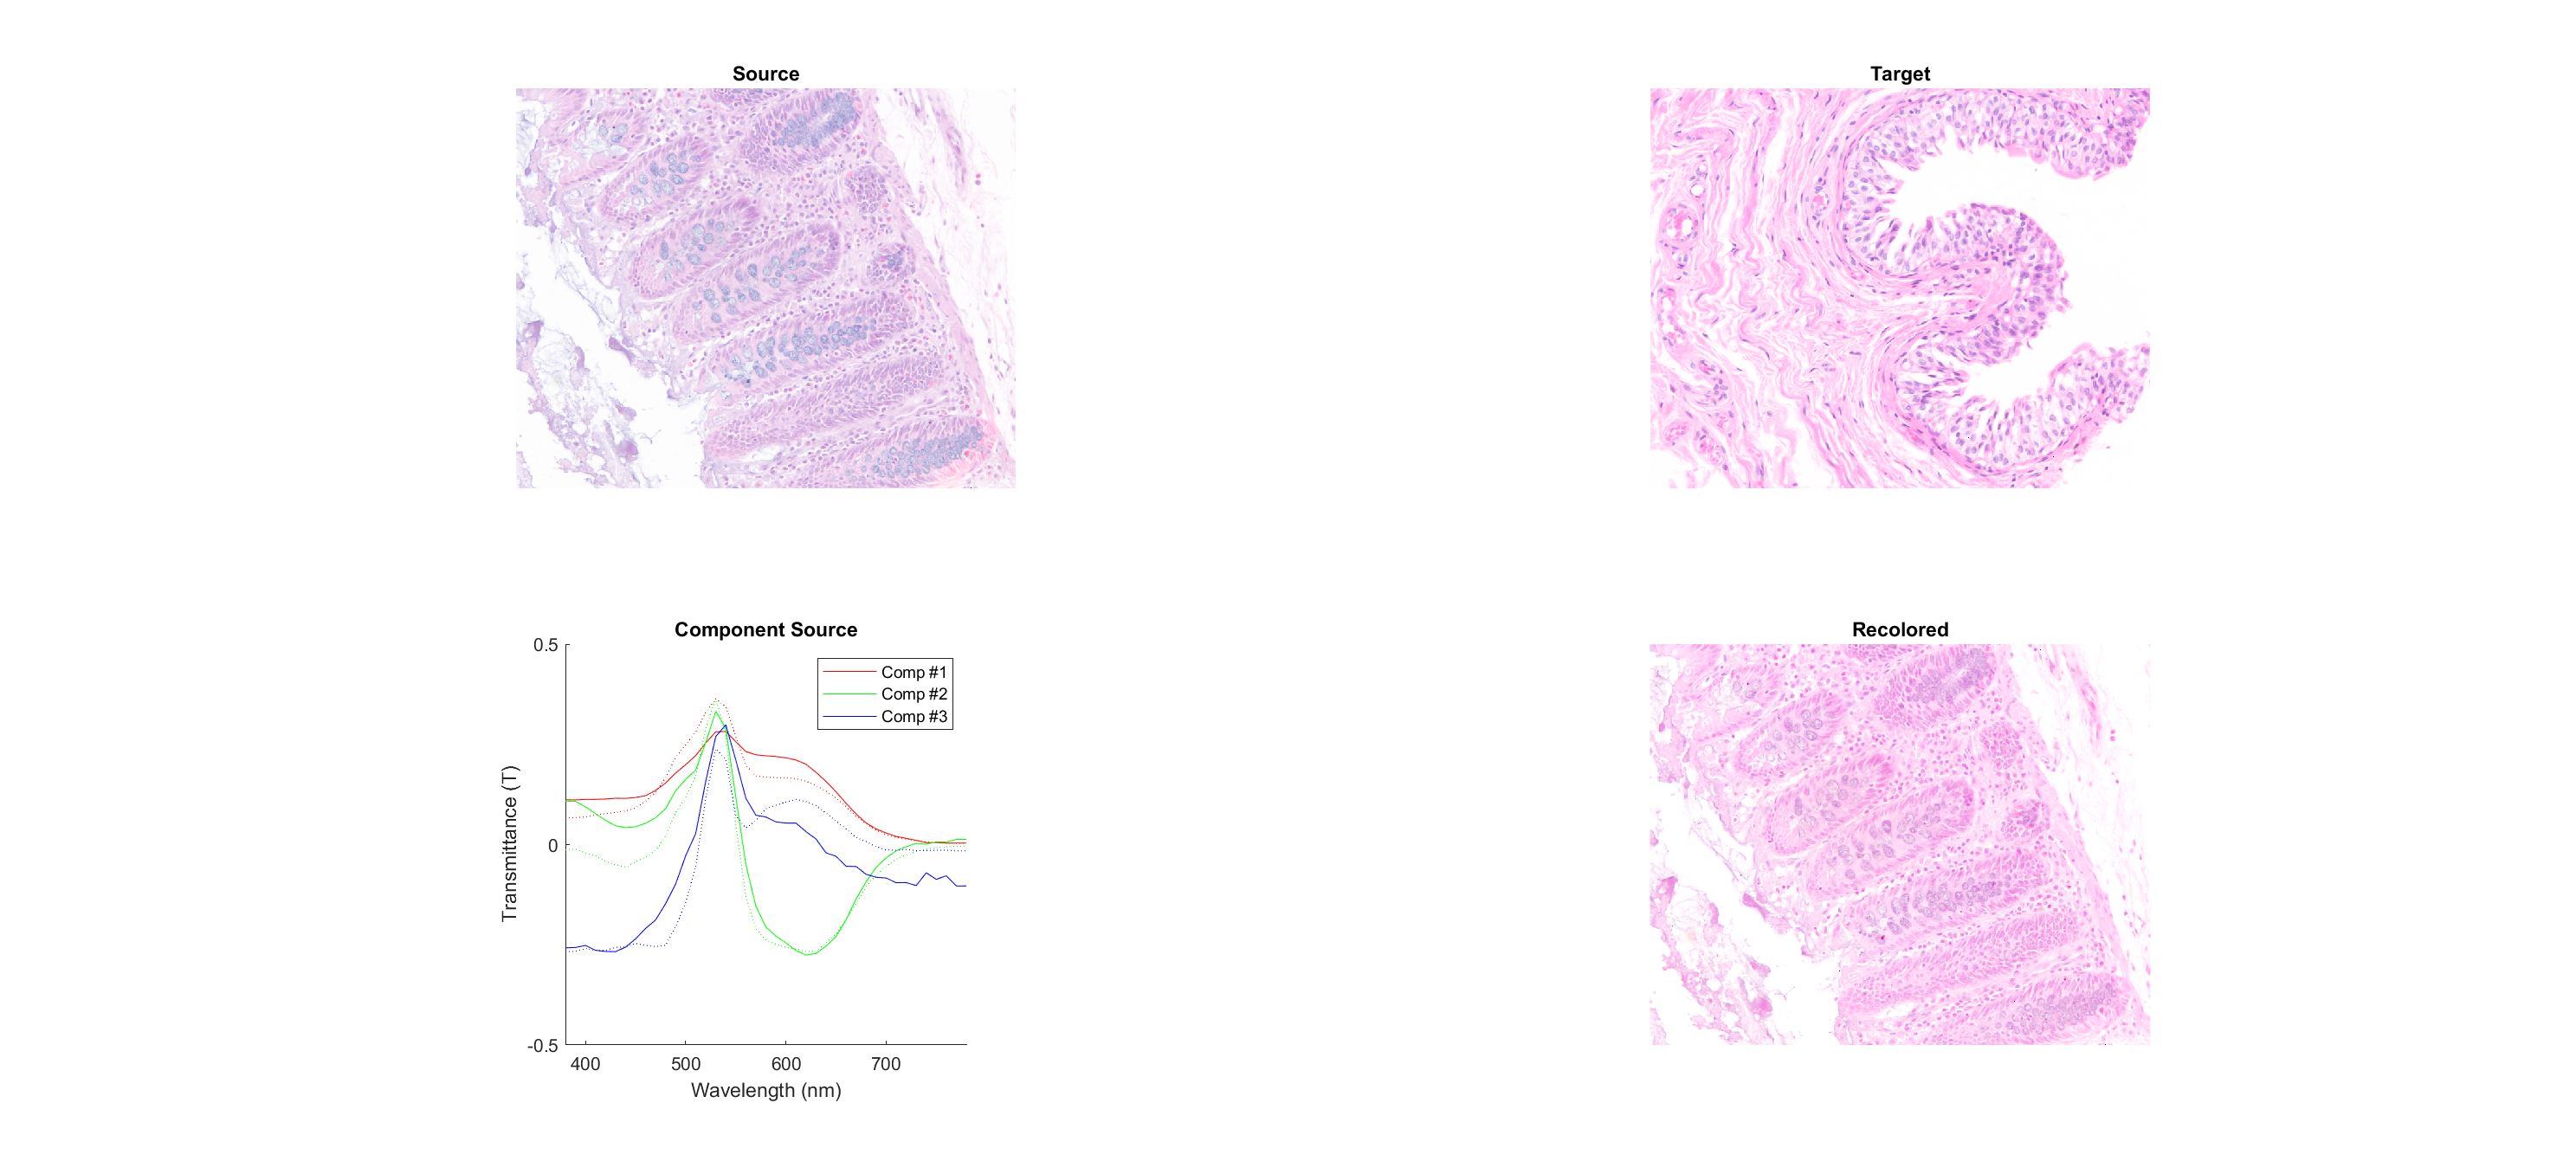 Source
Target
Component Source
Comp #1
Comp #2
Comp #3
Transmittance (T)
0.5
0
-0.5
400 500 600 700
Wavelength (nm)
Recolored